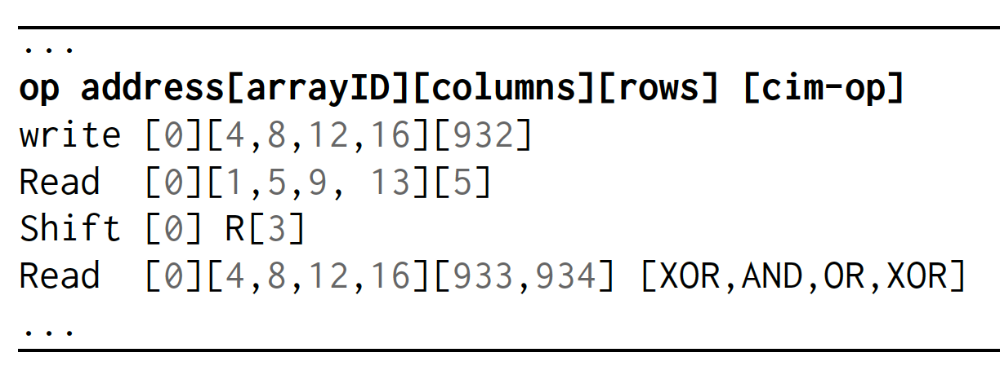 ...
op address[arrayID][columns][rows] [cim-op]
write [0][4,8,12,16][932]
Read [0][1,5,9, 13][5]
Shift [0] R[3]
Read [0][4,8,12,16][933,934] [XOR,AND,OR,XOR]
...